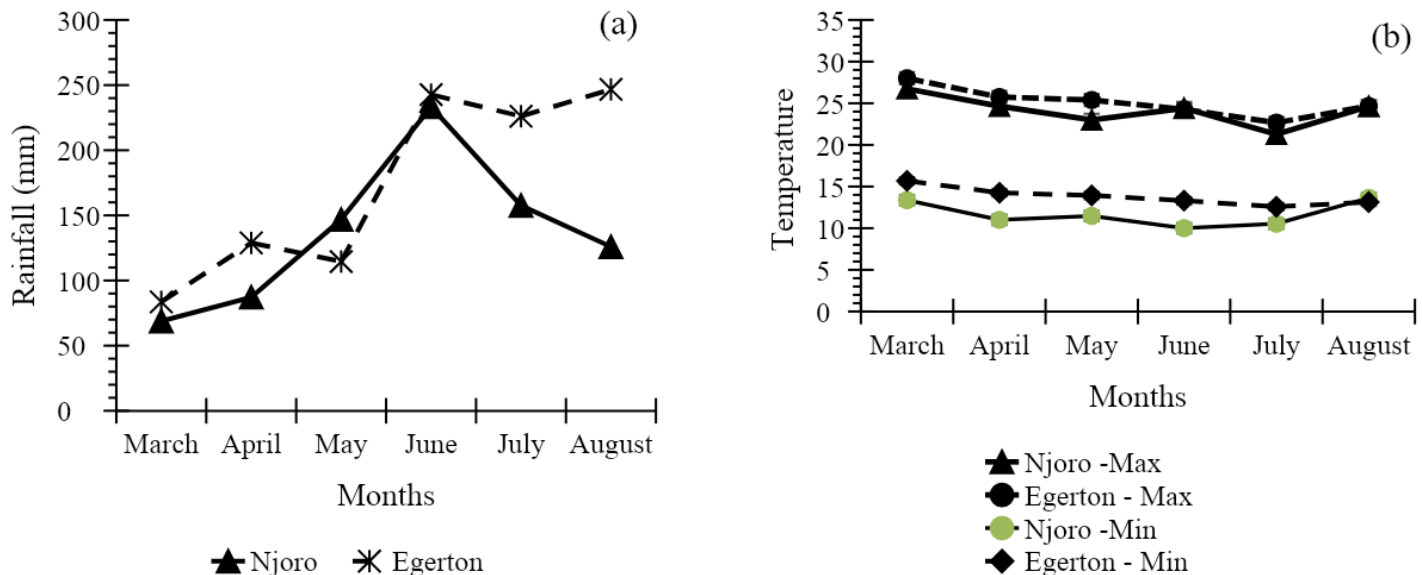 (a)
300
250
200
150
100
50
0
Rainfall (mm)
March April May June July August
Months
Njoro Egerton
(b)
35
30
25
20
15
10
5
0
Temperature
March April May June July August
Months
Njoro -Max
Egerton - Max
Njoro -Min
Egerton - Min